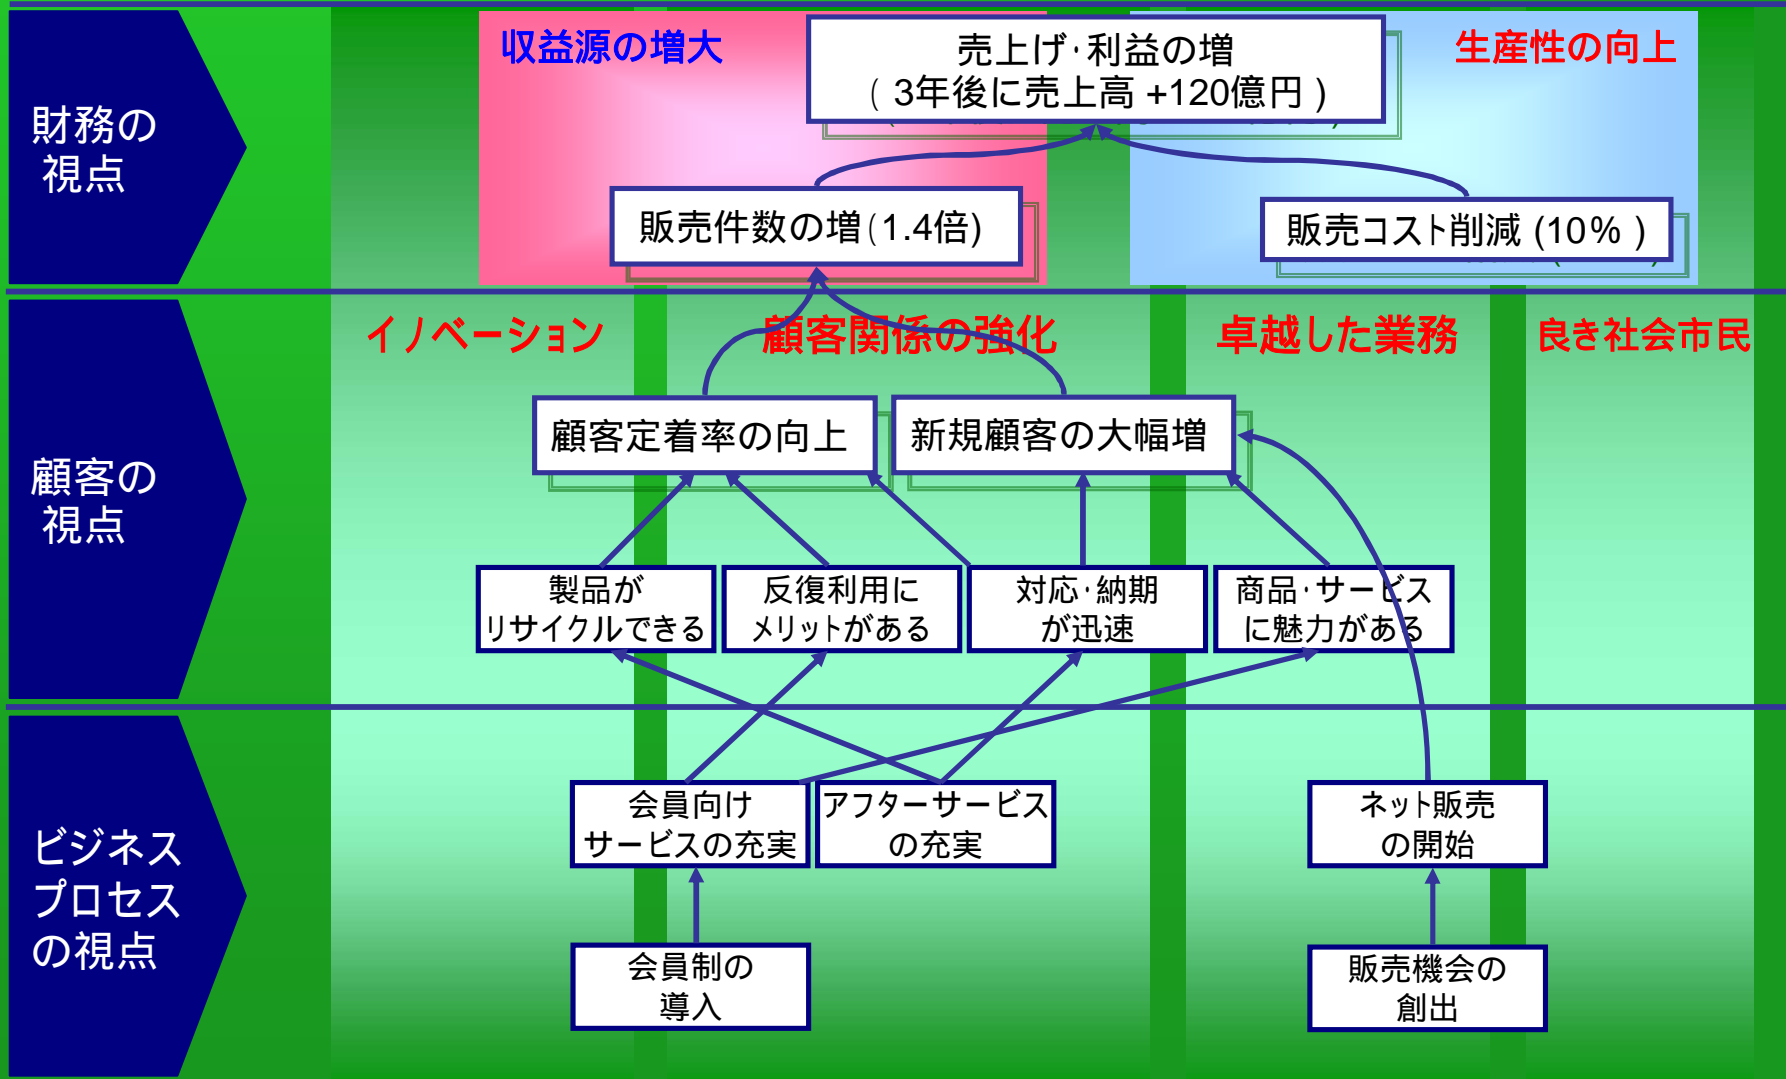 財務の
視点
収益源の増大
売上げ・利益の増
( 3年後に売上高 +120億円 )
生産性の向上
販売件数の増(1.4倍)
販売コスト削減 (10% )
顧客の
視点
イノベーション
顧客関係の強化
卓越した業務
良き社会市民
顧客定着率の向上
新規顧客の大幅増
製品が
リサイクルできる
反復利用に
メリットがある
対応・納期
が迅速
商品・サービス
に魅力がある
ビジネス
プロセス
の視点
会員向け
サービスの充実
アフターサービス
の充実
ネット販売
の開始
会員制の
導入
販売機会の
創出